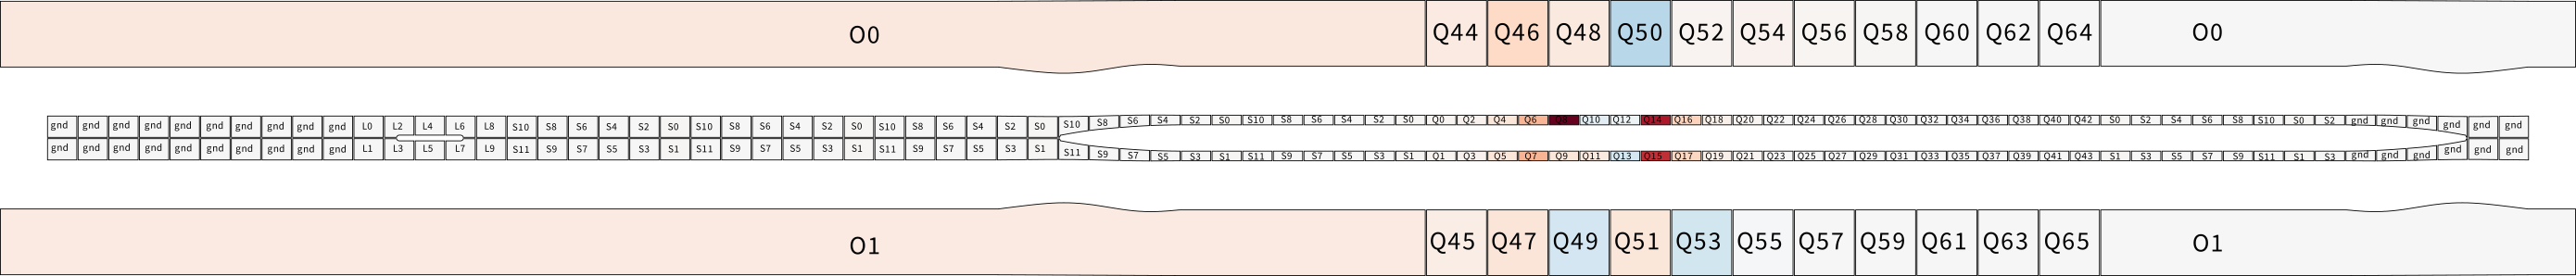 O0 Q44 Q46 Q48 Q50 Q52 Q54 Q56 Q58 Q60 Q62 Q64 O0
gnd gnd gnd gnd gnd gnd gnd gnd gnd gnd L0 L2 L4 L6 L8 S10 S8 S6 S4 S2 S0 S10 S8 S6 S4 S2 S0 S10 S8 S6 S4 S2 S0 S10 S8 S6 S4 S2 S0 S10 S8 S6 S4 S2 S0 Q0 Q2 Q4 Q6 Q8 Q10 Q12 Q14 Q16 Q18 Q20 Q22 Q24 Q26 Q28 Q30 Q32 Q34 Q36 Q38 Q40 Q42 S0 S2 S4 S6 S8 S10 S0 S2 gnd gnd gnd gnd gnd gnd
gnd gnd gnd gnd gnd gnd gnd gnd gnd gnd L1 L3 L5 L7 L9 S11 S9 S7 S5 S3 S1 S11 S9 S7 S5 S3 S1 S11 S9 S7 S5 S3 S1 S11 S9 S7 S5 S3 S1 S11 S9 S7 S5 S3 S1 Q1 Q3 Q5 Q7 Q9 Q11 Q13 Q15 Q17 Q19 Q21 Q23 Q25 Q27 Q29 Q31 Q33 Q35 Q37 Q39 Q41 Q43 S1 S3 S5 S7 S9 S11 S1 S3 gnd gnd gnd gnd gnd gnd
O1 Q45 Q47 Q49 Q51 Q53 Q55 Q57 Q59 Q61 Q63 Q65 O1